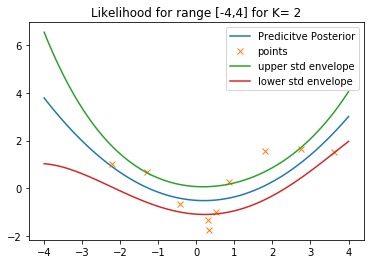 Likelihood for range [-4,4] for K= 2
Predicitve Posterior
points
upper std envelope
lower std envelope
6
4
2
0
−2
−4 −3 −2 −1 0 1 2 3 4